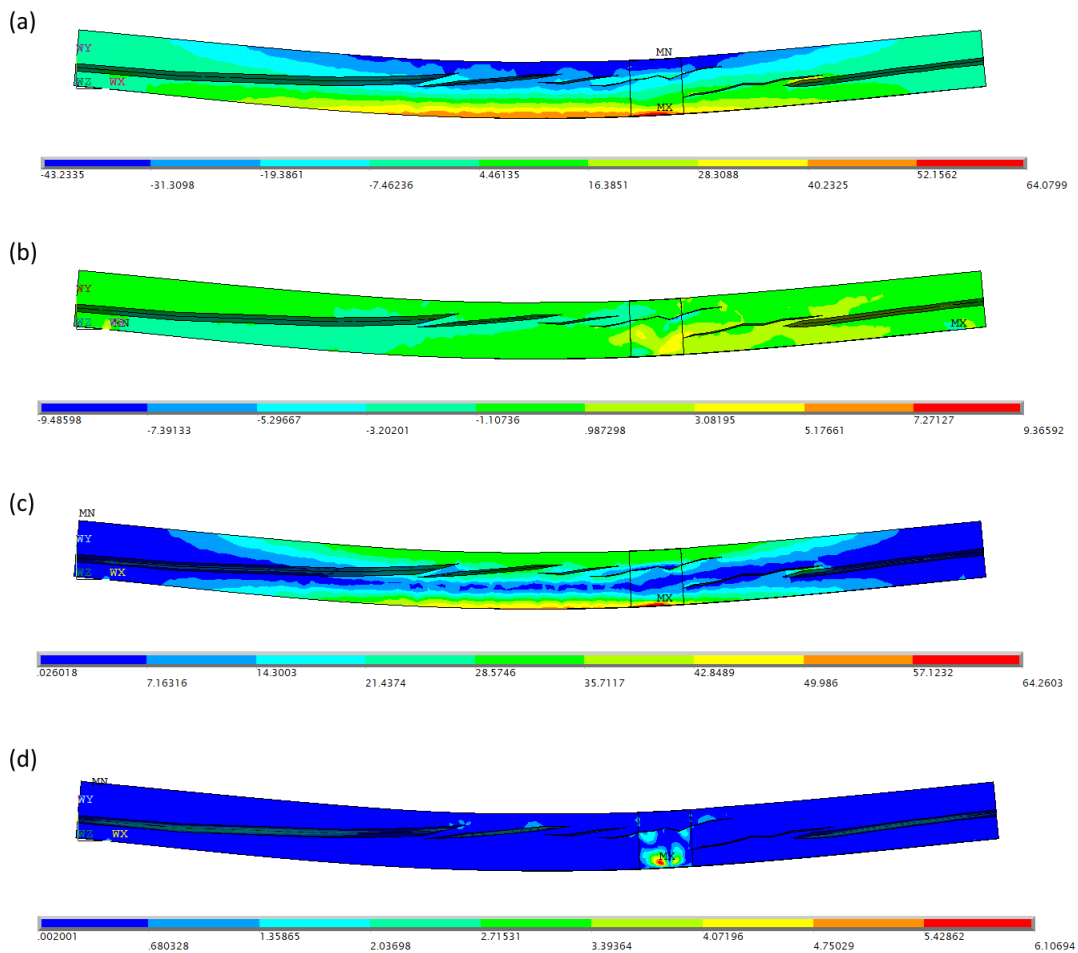 (a)
MN
WY
WZ WX
MX
-43.2335 -31.3098 -19.3861 -7.46236 4.46135 16.3851 28.3088 40.2325 52.1562 64.0799
(b)
WY
WZ MN
MX
-9.48598 -7.39133 -5.29667 -3.20201 -1.10736 .987298 3.08195 5.17661 7.27127 9.36592
(c)
MN
WY
WZ WX
MX
.026018 7.16316 14.3003 21.4374 28.5746 35.7117 42.8489 49.986 57.1232 64.2603
(d)
MN
WY
WZ WX
MX
.002001 .680328 1.35865 2.03698 2.71531 3.39364 4.07196 4.75029 5.42862 6.10694